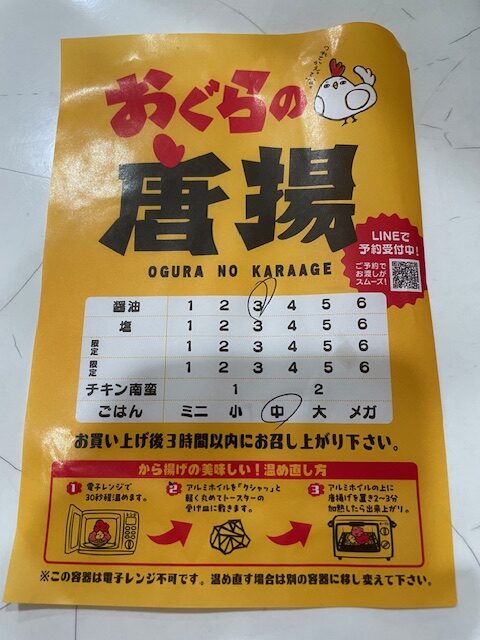 おぐらの
唐揚
OGURA NO KARAAGE
LINEで
予約受付中！
ご予約で
お渡しが
スムーズ！
醤油 1 2 3 4 5 6
塩 1 2 3 4 5 6
限定 1 2 3 4 5 6
限定 1 2 3 4 5 6
チキン南蛮 1 2
ごはん ミニ 小 中 大 メガ
お買い上げ後3時間以内にお召し上がり下さい。
から揚げの美味しい！温め直し方
1 電子レンジで
30秒程温めます。
2 アルミホイルを「クシャッ」と
軽く丸めてトースターの
受け皿に敷きます。
3 アルミホイルの上に
唐揚げを置き2~3分
加熱したら出来上がり。
※この容器は電子レンジ不可です。温め直す場合は別の容器に移し変えて下さい。